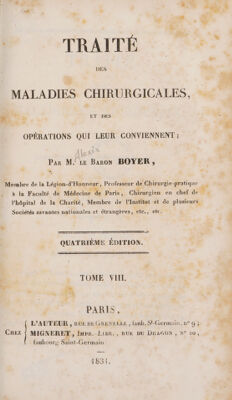 TRAITÉ
DES
MALADIES CHIRURGICALES,
ET DES
OPÉRATIONS QUI LEUR CONVIENNENT;
Alexis
PAR M. LE BARON BOYER,
Membre de la Légion-d'Honneur, Professeur de Chirurgie-pratique
à la Faculté de Médecine de Paris, Chirurgien en chef de
l'hôpital de la Charité, Membre de l'Institut et de plusieurs
Sociétés savantes nationales et étrangères, etc., etc.
QUATRIÈME ÉDITION.
TOME VIII.
PARIS,
CHEZ
L'AUTEUR, RUE DE GRENELLE, faub. St-Germain, n° 9;
MIGNERET, IMPR.-LIBR., RUE DU DRAGON, N° 20,
faubourg Saint-Germain
1831.